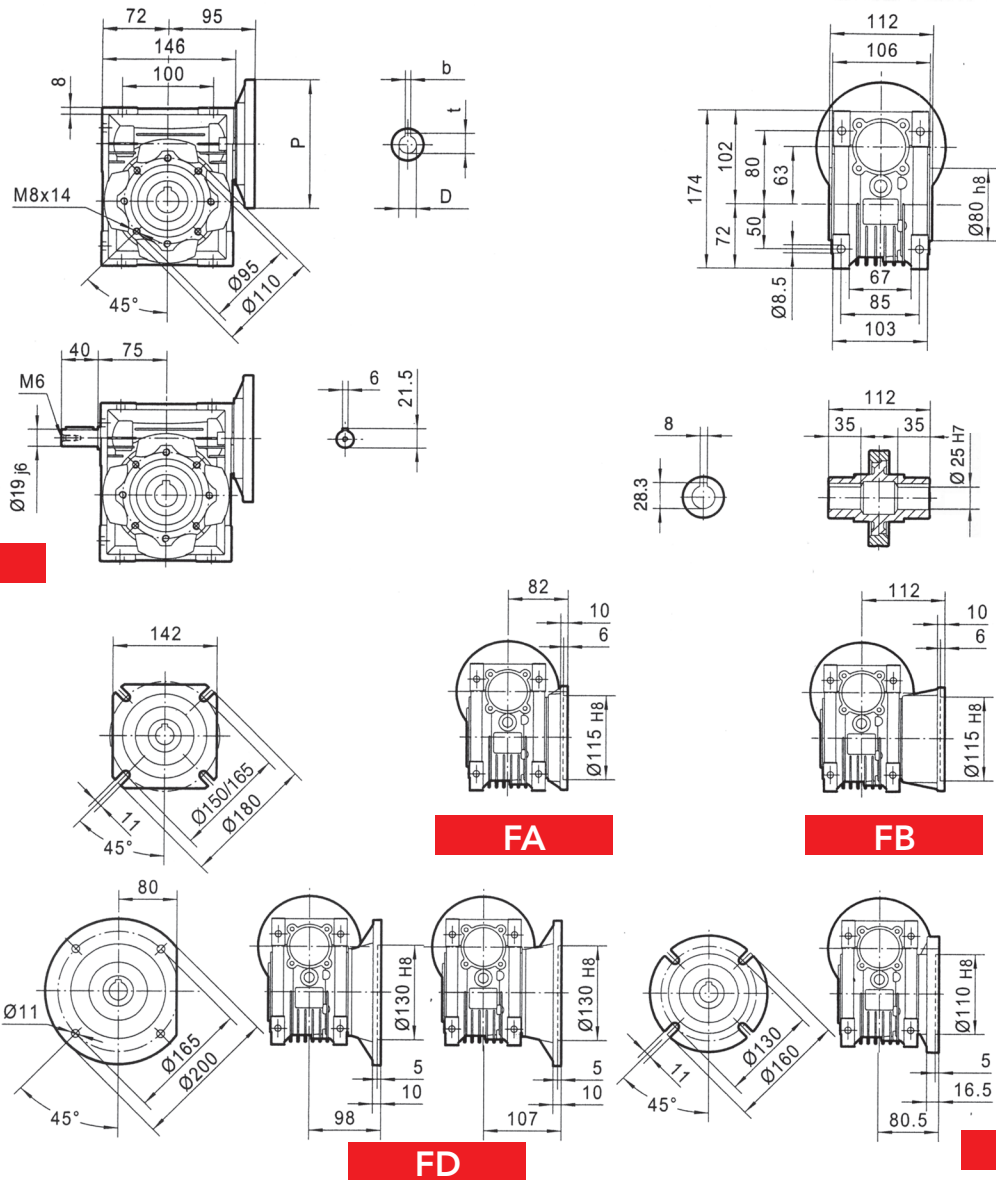 72 95
146
100
8
P
M8x14
Ø95
Ø110
45°
b
t
D
112
106
174
102
80
63
72
50
Ø80 h8
Ø8.5
67
85
103
40 75
M6
Ø19 j6
6
21.5
8
28.3
112
35 35
Ø 25 H7
142
Ø150/165
Ø180
11
45°
82
10
6
Ø115 H8
FA
112
10
6
Ø115 H8
FB
80
Ø11
Ø165
Ø200
45°
Ø130 H8
5
10
98
Ø130 H8
5
10
107
FD
Ø130
Ø160
11
45°
Ø110 H8
5
16.5
80.5